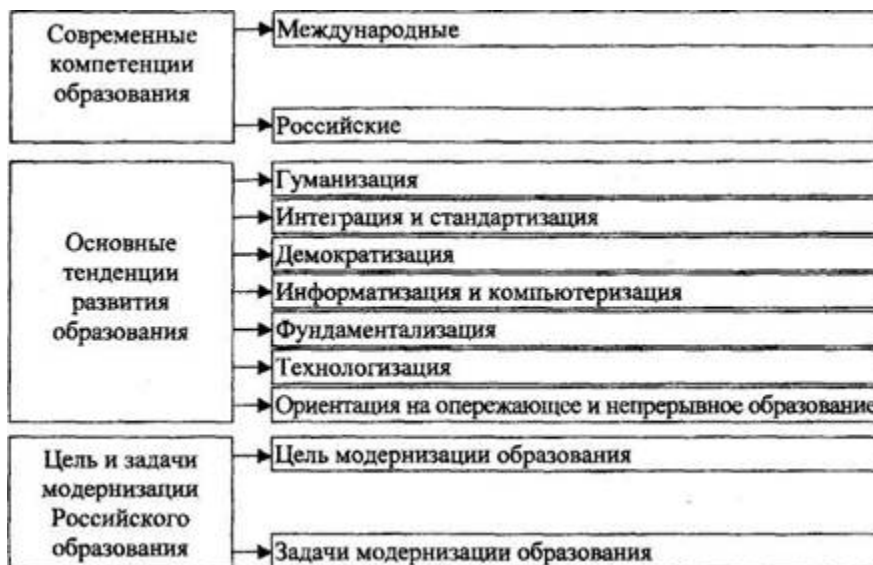 Современные
компетенции
образования
Международные
Российские
Основные
тенденции
развития
образования
Гуманизация
Интеграция и стандартизация
Демократизация
Информатизация и компьютеризация
Фундаментализация
Технологизация
Ориентация на опережающее и непрерывное образование
Цель и задачи
модернизации
Российского
образования
Цель модернизации образования
Задачи модернизации образования